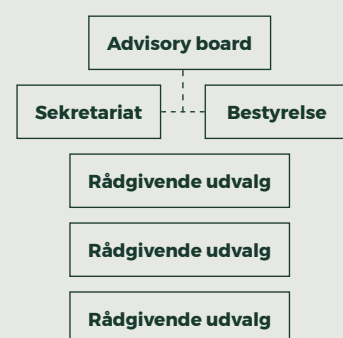 Advisory board
Sekretariat
Bestyrelse
Rådgivende udvalg
Rådgivende udvalg
Rådgivende udvalg